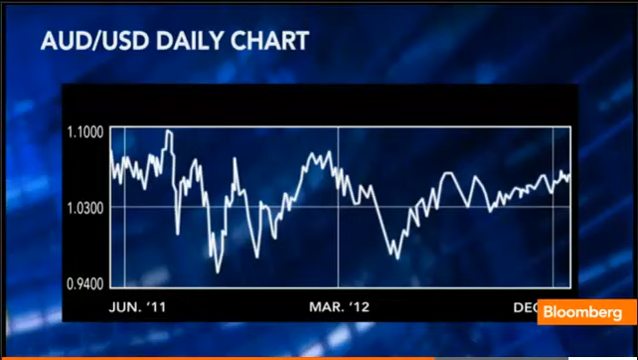 AUD/USD DAILY CHART
1.1000
1.0300
0.9400
JUN. '11
MAR. '12
Bloomberg